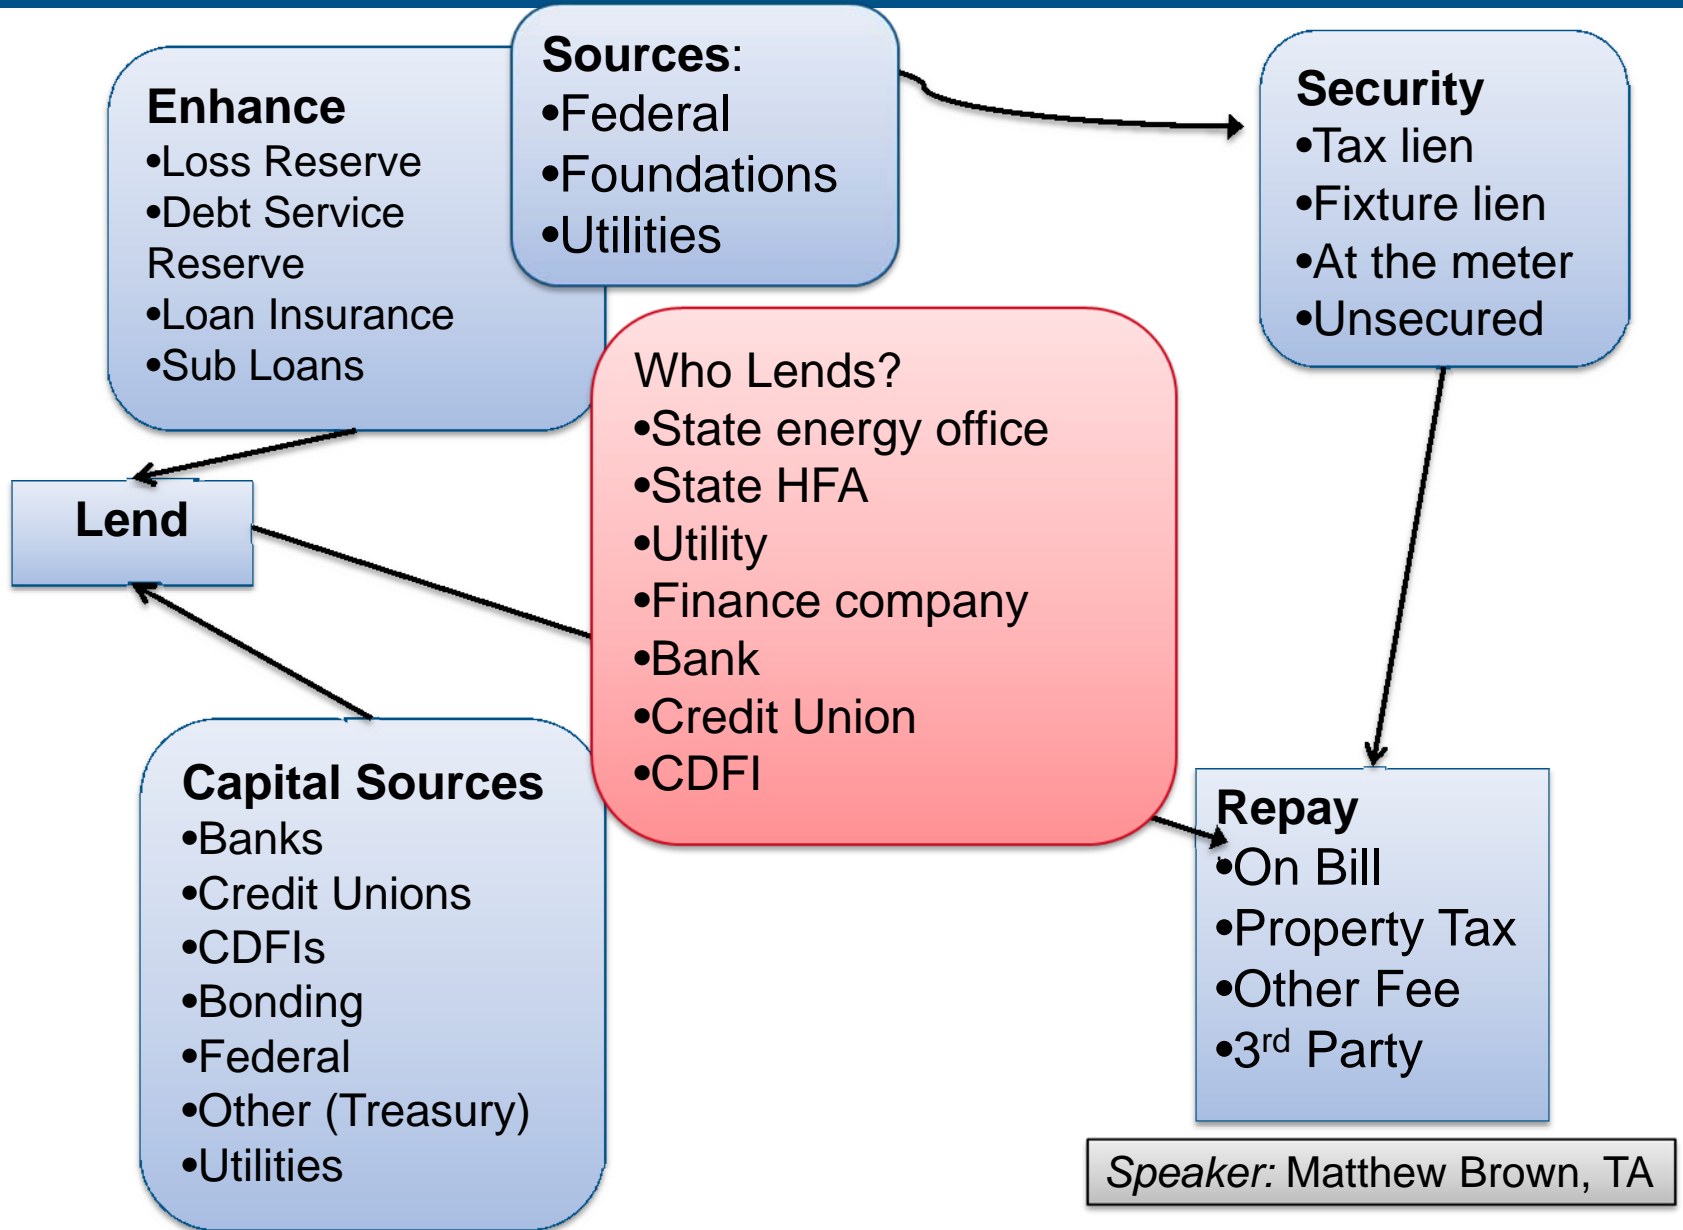 Enhance
•Loss Reserve
•Debt Service
Reserve
•Loan Insurance
•Sub Loans
Sources:
•Federal
•Foundations
•Utilities
Security
•Tax lien
•Fixture lien
•At the meter
•Unsecured
Lend
Who Lends?
•State energy office
•State HFA
•Utility
•Finance company
•Bank
•Credit Union
•CDFI
Capital Sources
•Banks
•Credit Unions
•CDFIs
•Bonding
•Federal
•Other (Treasury)
•Utilities
Repay
•On Bill
•Property Tax
•Other Fee
•3rd Party
Speaker: Matthew Brown, TA